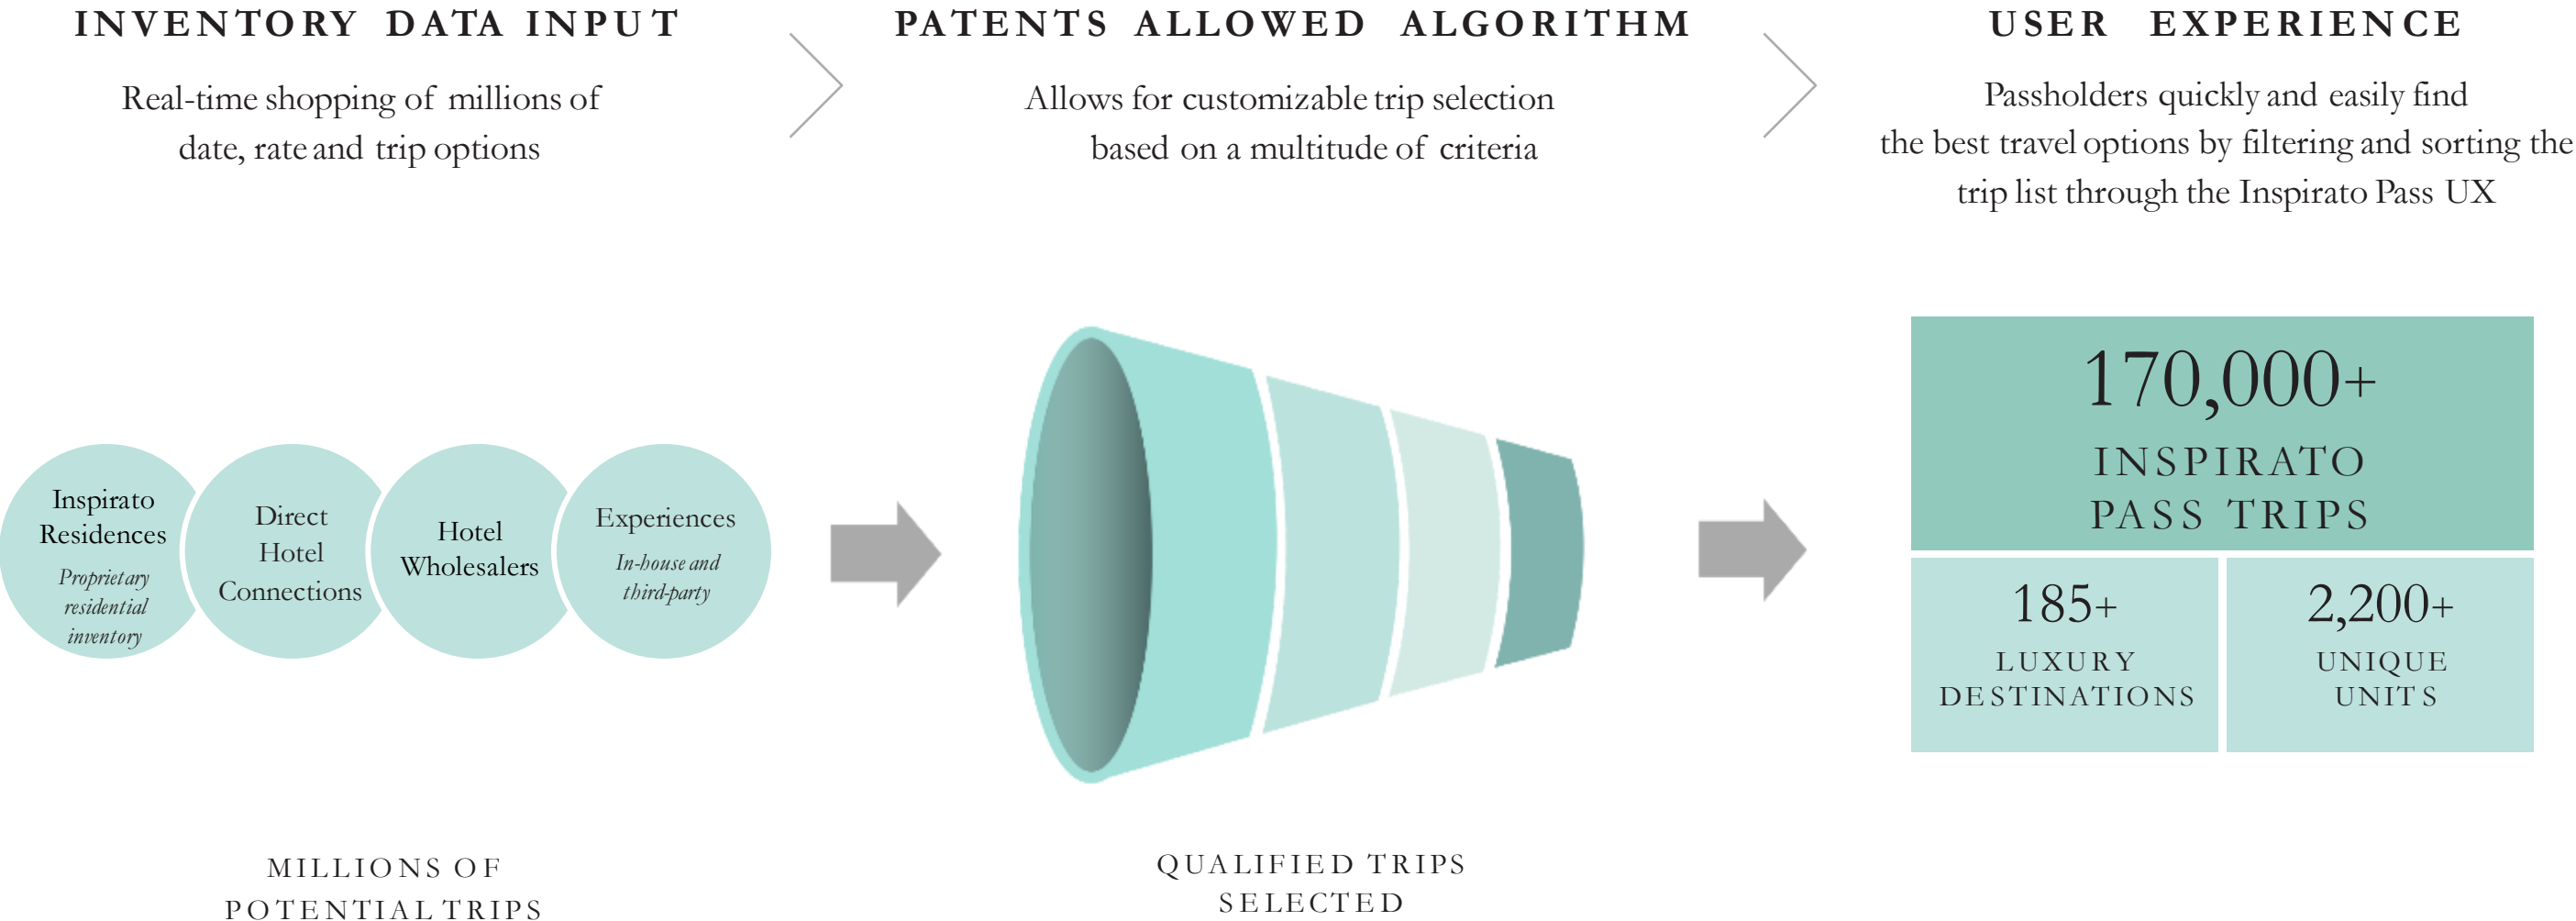 INVENTORY DATA INPUT
Real-time shopping of millions of
date, rate and trip options
PATENTS ALLOWED ALGORITHM
Allows for customizable trip selection
based on a multitude of criteria
USER EXPERIENCE
Passholders quickly and easily find
the best travel options by filtering and sorting the
trip list through the Inspirato Pass UX
Inspirato
Residences
Proprietary
residential
inventory
Direct
Hotel
Connections
Hotel
Wholesalers
Experiences
In-house and
third-party
170,000+
INSPIRATO
PASS TRIPS
185+
LUXURY
DESTINATIONS
2,200+
UNIQUE
UNITS
MILLIONS OF
POTENTIAL TRIPS
QUALIFIED TRIPS
SELECTED